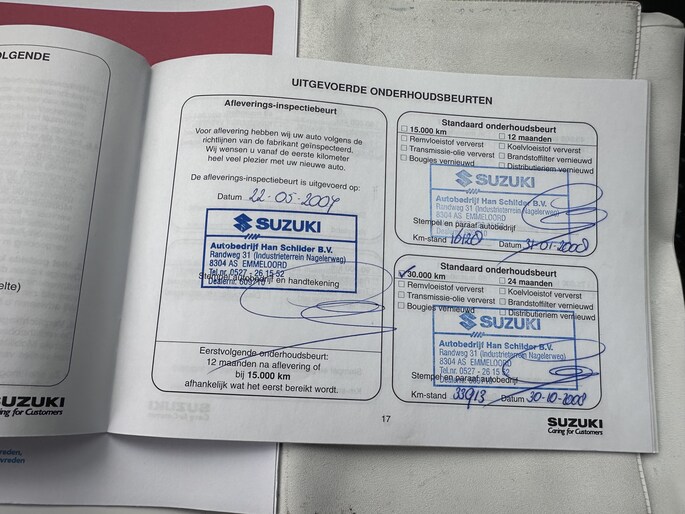 OLGENDE
elte)
SUZUKI
Caring for Customers
reden,
wreden
UITGEVOERDE ONDERHOUDSBEURTEN
Afleverings-inspectiebeurt
Voor aflevering hebben wij uw auto volgens de
richtlijnen van de fabrikant geïnspecteerd.
Wij wensen u vanaf de eerste kilometer
heel veel plezier met uw nieuwe auto.
De afleverings-inspectiebeurt is uitgevoerd op:
Datum 22-05-2007
SUZUKI
Autobedrijf Han Schilder B.V.
Randweg 31 (Industrieterrein Nagelerweg)
8304 AS EMMELOORD
Tel.nr. 0527 - 26 15 52
Dealernr. 609710
Stempel autobedrijf en handtekening
Eerstvolgende onderhoudsbeurt:
12 maanden na aflevering of
bij 15.000 km
afhankelijk wat het eerst bereikt wordt.
Standaard onderhoudsbeurt
15.000 km 12 maanden
Remvloeistof ververst Koelvloeistof ververst
Transmissie-olie ververst Brandstoffilter vernieuwd
Bougies vernieuwd Distributieriem vernieuwd
SUZUKI
Autobedrijf Han Schilder B.V.
Randweg 31 (Industrieterrein Nagelerweg)
8304 AS EMMELOORD
Stempel en paraaf autobedrijf
Km-stand 16128 Datum 31-01-2008
Standaard onderhoudsbeurt
30.000 km 24 maanden
Remvloeistof ververst Koelvloeistof ververst
Transmissie-olie ververst Brandstoffilter vernieuwd
Bougies vernieuwd Distributieriem vernieuwd
SUZUKI
Autobedrijf Han Schilder B.V.
Randweg 31 (Industrieterrein Nagelerweg)
8304 AS EMMELOORD
Tel.nr. 0527 - 26 15 52
Stempel en paraaf autobedrijf
Km-stand 33913 Datum 30-10-2008
17
SUZUKI
Caring for Customers